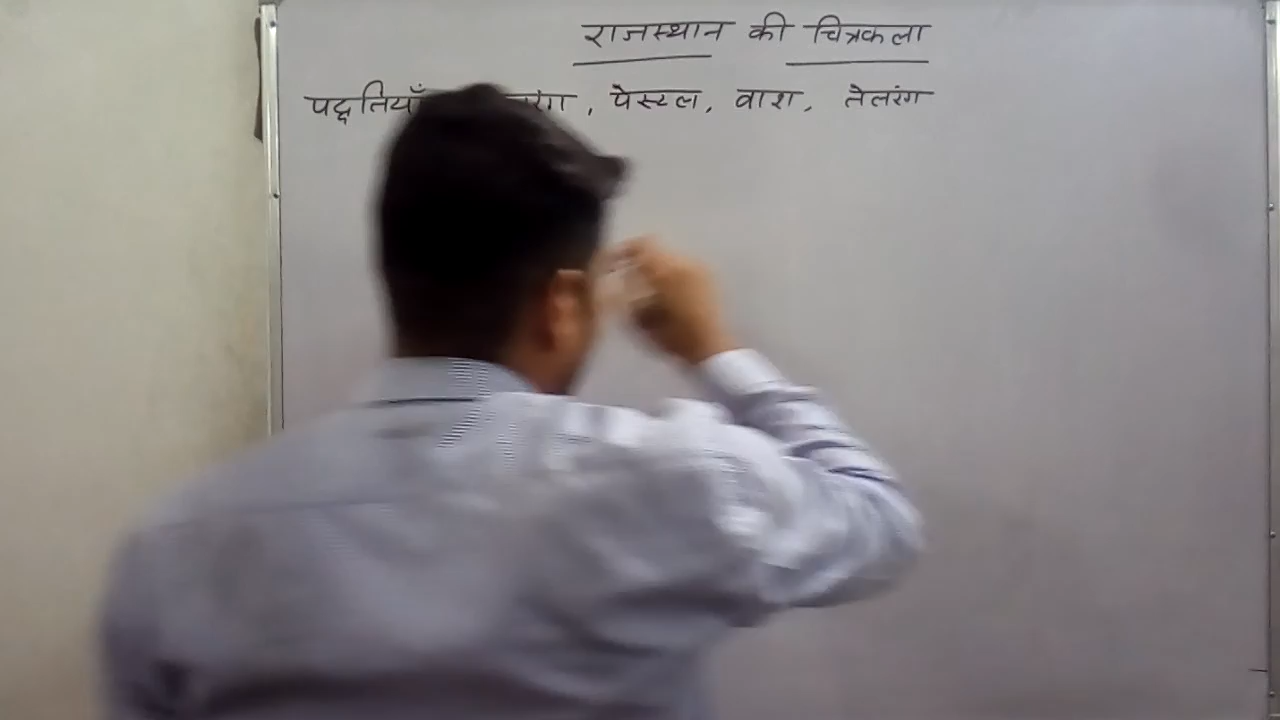 राजस्थान की चित्रकला
पद्धतियाँ , पेस्टल, वाश, तेलरंग